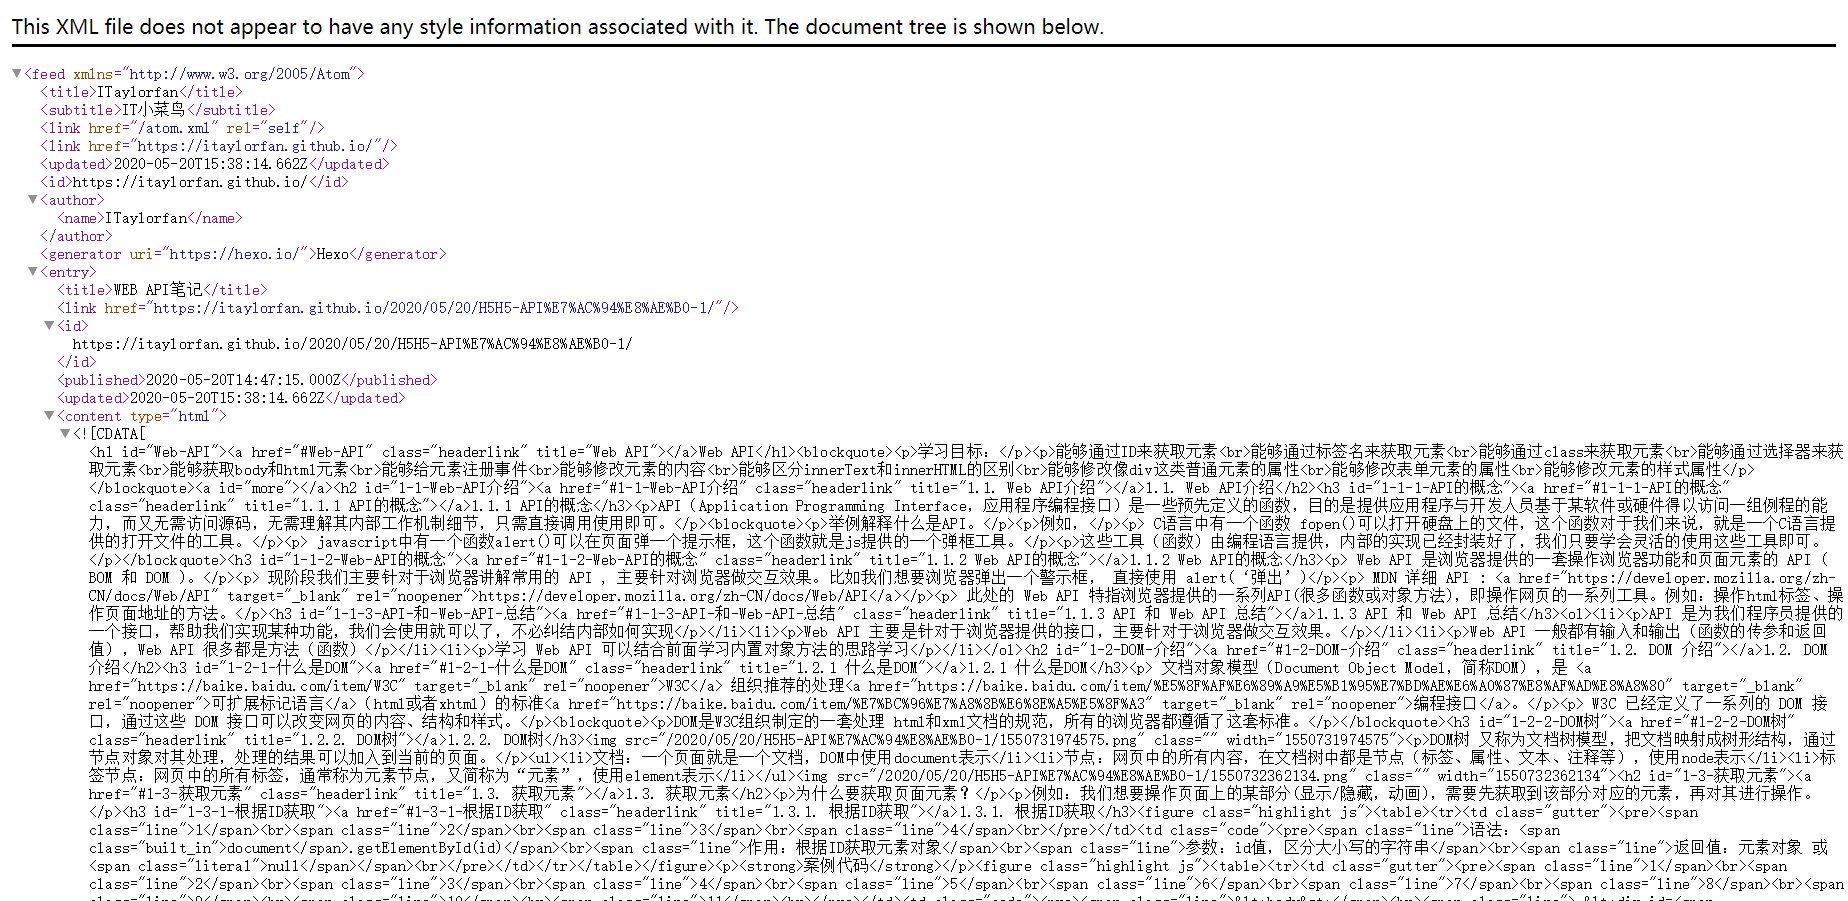 This XML file does not appear to have any style information associated with it. The document tree is shown below.
▼<feed xmlns="http://www.w3.org/2005/Atom">
<title>ITaylorfan</title>
<subtitle>IT小菜鸟</subtitle>
<link href="/atom.xml" rel="self"/>
<link href="https://itaylorfan.github.io/"/>
<updated>2020-05-20T15:38:14.662Z</updated>
<id>https://itaylorfan.github.io/</id>
▼<author>
<name>ITaylorfan</name>
</author>
<generator uri="https://hexo.io/">Hexo</generator>
▼<entry>
<title>WEB API笔记</title>
<link href="https://itaylorfan.github.io/2020/05/20/H5H5-API%E7%AC%94%E8%AE%B0-1/"/>
▼<id>
https://itaylorfan.github.io/2020/05/20/H5H5-API%E7%AC%94%E8%AE%B0-1/
</id>
<published>2020-05-20T14:47:15.000Z</published>
<updated>2020-05-20T15:38:14.662Z</updated>
▼<content type="html">
▼<![CDATA[
<h1 id="Web-API"><a href="#Web-API" class="headerlink" title="Web API"></a>Web API</h1><blockquote><p>学习目标：</p><p>能够通过ID来获取元素<br>能够通过标签名来获取元素<br>能够通过class来获取元素<br>能够通过选择器来获
取元素<br>能够获取body和html元素<br>能够给元素注册事件<br>能够修改元素的内容<br>能够区分innerText和innerHTML的区别<br>能够修改像div这类普通元素的属性<br>能够修改表单元素的属性<br>能够修改元素的样式属性</p>
</blockquote><a id="more"></a><h2 id="1-1-Web-API介绍"><a href="#1-1-Web-API介绍" class="headerlink" title="1.1. Web API介绍"></a>1.1. Web API介绍</h2><h3 id="1-1-1-API的概念"><a href="#1-1-1-API的概念"
class="headerlink" title="1.1.1 API的概念"></a>1.1.1 API的概念</h3><p>API（Application Programming Interface，应用程序编程接口）是一些预先定义的函数，目的是提供应用程序与开发人员基于某软件或硬件得以访问一组例程的能
力，而又无需访问源码，无需理解其内部工作机制细节，只需直接调用使用即可。</p><blockquote><p>举例解释什么是API。</p><p>例如，</p><p> C语言中有一个函数 fopen()可以打开硬盘上的文件，这个函数对于我们来说，就是一个C语言提
供的打开文件的工具。</p><p> javascript中有一个函数alert()可以在页面弹一个提示框，这个函数就是js提供的一个弹框工具。</p><p>这些工具（函数）由编程语言提供，内部的实现已经封装好了，我们只要学会灵活的使用这些工具即可。
</p></blockquote><h3 id="1-1-2-Web-API的概念"><a href="#1-1-2-Web-API的概念" class="headerlink" title="1.1.2 Web API的概念"></a>1.1.2 Web API的概念</h3><p> Web API 是浏览器提供的一套操作浏览器功能和页面元素的 API (
BOM 和 DOM )。</p><p> 现阶段我们主要针对于浏览器讲解常用的 API , 主要针对浏览器做交互效果。比如我们想要浏览器弹出一个警示框， 直接使用 alert(‘弹出’)</p><p> MDN 详细 API : <a href="https://developer.mozilla.org/zh-
CN/docs/Web/API" target="_blank" rel="noopener">https://developer.mozilla.org/zh-CN/docs/Web/API</a></p><p> 此处的 Web API 特指浏览器提供的一系列API(很多函数或对象方法)，即操作网页的一系列工具。例如：操作html标签、操
作页面地址的方法。</p><h3 id="1-1-3-API-和-Web-API-总结"><a href="#1-1-3-API-和-Web-API-总结" class="headerlink" title="1.1.3 API 和 Web API 总结"></a>1.1.3 API 和 Web API 总结</h3><ol><li><p>API 是为我们程序员提供的
一个接口，帮助我们实现某种功能，我们会使用就可以了，不必纠结内部如何实现</p></li><li><p>Web API 主要是针对于浏览器提供的接口，主要针对于浏览器做交互效果。</p></li><li><p>Web API 一般都有输入和输出（函数的传参和返回
值），Web API 很多都是方法（函数）</p></li><li><p>学习 Web API 可以结合前面学习内置对象方法的思路学习</p></li></ol><h2 id="1-2-DOM-介绍"><a href="#1-2-DOM-介绍" class="headerlink" title="1.2. DOM 介绍"></a>1.2. DOM
介绍</h2><h3 id="1-2-1-什么是DOM"><a href="#1-2-1-什么是DOM" class="headerlink" title="1.2.1 什么是DOM"></a>1.2.1 什么是DOM</h3><p> 文档对象模型（Document Object Model，简称DOM），是 <a
href="https://baike.baidu.com/item/W3C" target="_blank" rel="noopener">W3C</a> 组织推荐的处理<a href="https://baike.baidu.com/item/%E5%8F%AF%E6%89%A9%E5%B1%95%E7%BD%AE%E6%A0%87%E8%AF%AD%E8%A8%80" target="_blank"
rel="noopener">可扩展标记语言</a>（html或者xhtml）的标准<a href="https://baike.baidu.com/item/%E7%BC%96%E7%A8%8B%E6%8E%A5%E5%8F%A3" target="_blank" rel="noopener">编程接口</a>。</p><p> W3C 已经定义了一系列的 DOM 接
口，通过这些 DOM 接口可以改变网页的内容、结构和样式。</p><blockquote><p>DOM是W3C组织制定的一套处理 html和xml文档的规范，所有的浏览器都遵循了这套标准。</p></blockquote><h3 id="1-2-2-DOM树"><a href="#1-2-2-DOM树"
class="headerlink" title="1.2.2. DOM树"></a>1.2.2. DOM树</h3><img src="/2020/05/20/H5H5-API%E7%AC%94%E8%AE%B0-1/1550731974575.png" class="" width="1550731974575"><p>DOM树 又称为文档树模型，把文档映射成树形结构，通过
节点对象对其处理，处理的结果可以加入到当前的页面。</p><ul><li>文档：一个页面就是一个文档，DOM中使用document表示</li><li>节点：网页中的所有内容，在文档树中都是节点（标签、属性、文本、注释等），使用node表示</li><li>标
签节点：网页中的所有标签，通常称为元素节点，又简称为“元素”，使用element表示</li></ul><img src="/2020/05/20/H5H5-API%E7%AC%94%E8%AE%B0-1/1550732362134.png" class="" width="1550732362134"><h2 id="1-3-获取元素"><a
href="#1-3-获取元素" class="headerlink" title="1.3. 获取元素"></a>1.3. 获取元素</h2><p>为什么要获取页面元素？</p><p>例如：我们想要操作页面上的某部分(显示/隐藏，动画)，需要先获取到该部分对应的元素，再对其进行操作。
</p><h3 id="1-3-1-根据ID获取"><a href="#1-3-1-根据ID获取" class="headerlink" title="1.3.1. 根据ID获取"></a>1.3.1. 根据ID获取</h3><figure class="highlight js"><table><tr><td class="gutter"><pre><span
class="line">1</span><br><span class="line">2</span><br><span class="line">3</span><br><span class="line">4</span><br></pre></td><td class="code"><pre><span class="line">语法：<span
class="built_in">document</span>.getElementById(id)</span><br><span class="line">作用：根据ID获取元素对象</span><br><span class="line">参数：id值，区分大小写的字符串</span><br><span class="line">返回值：元素对象 或
<span class="literal">null</span></span><br></pre></td></tr></table></figure><p><strong>案例代码</strong></p><figure class="highlight js"><table><tr><td class="gutter"><pre><span class="line">1</span><br><span
class="line">2</span><br><span class="line">3</span><br><span class="line">4</span><br><span class="line">5</span><br><span class="line">6</span><br><span class="line">7</span><br><span class="line">8</span><br><span